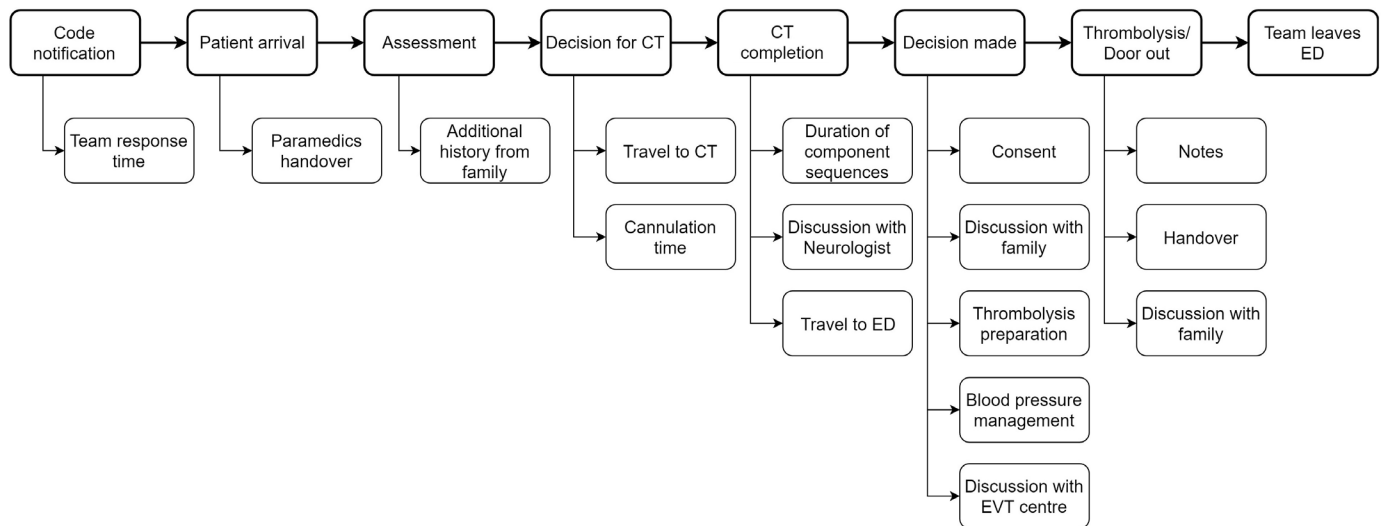 Code
notification
Patient arrival
Assessment
Decision for CT
CT
completion
Decision made
Thrombolysis/
Door out
Team leaves
ED
Team response
time
Paramedics
handover
Additional
history from
family
Travel to CT
Cannulation
time
Duration of
component
sequences
Discussion with
Neurologist
Travel to ED
Consent
Discussion with
family
Thrombolysis
preparation
Blood pressure
management
Discussion with
EVT centre
Notes
Handover
Discussion with
family